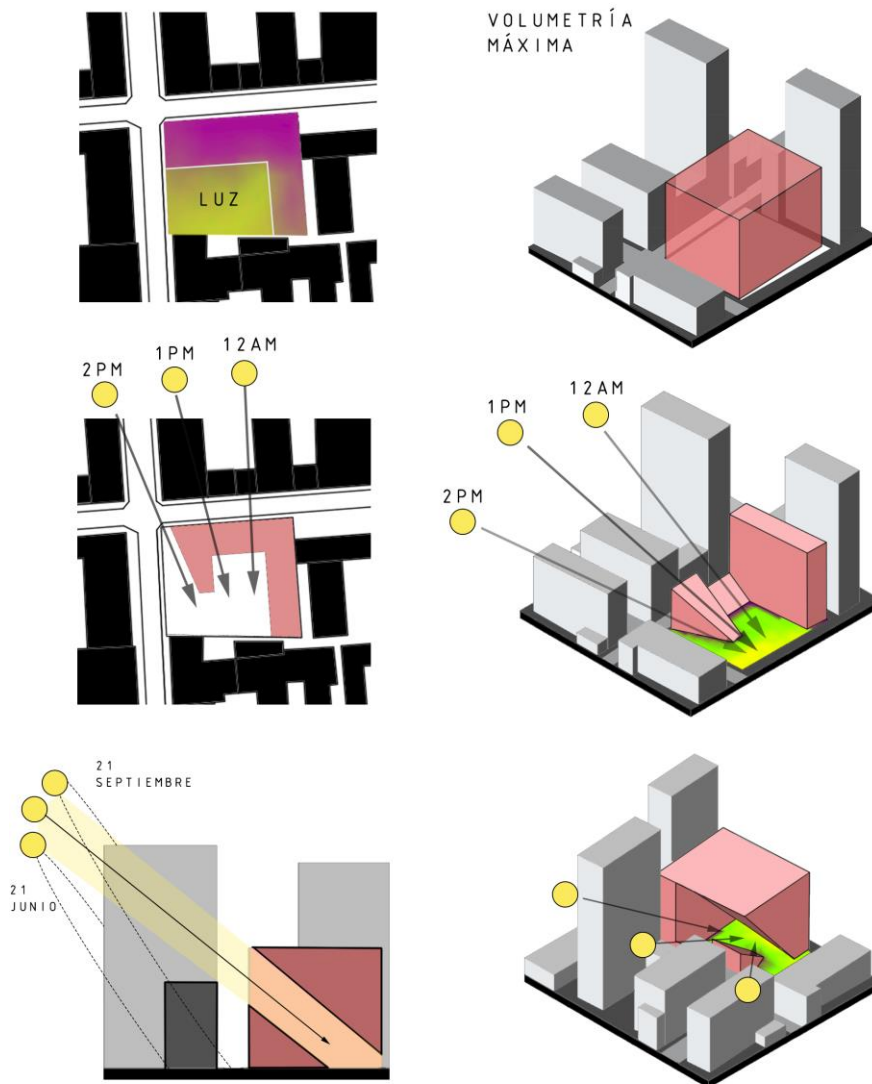 VOLUMETRÍA
MÁXIMA
LUZ
2PM
1PM
12AM
12AM
1PM
2PM
21
SEPTIEMBRE
21
JUNIO